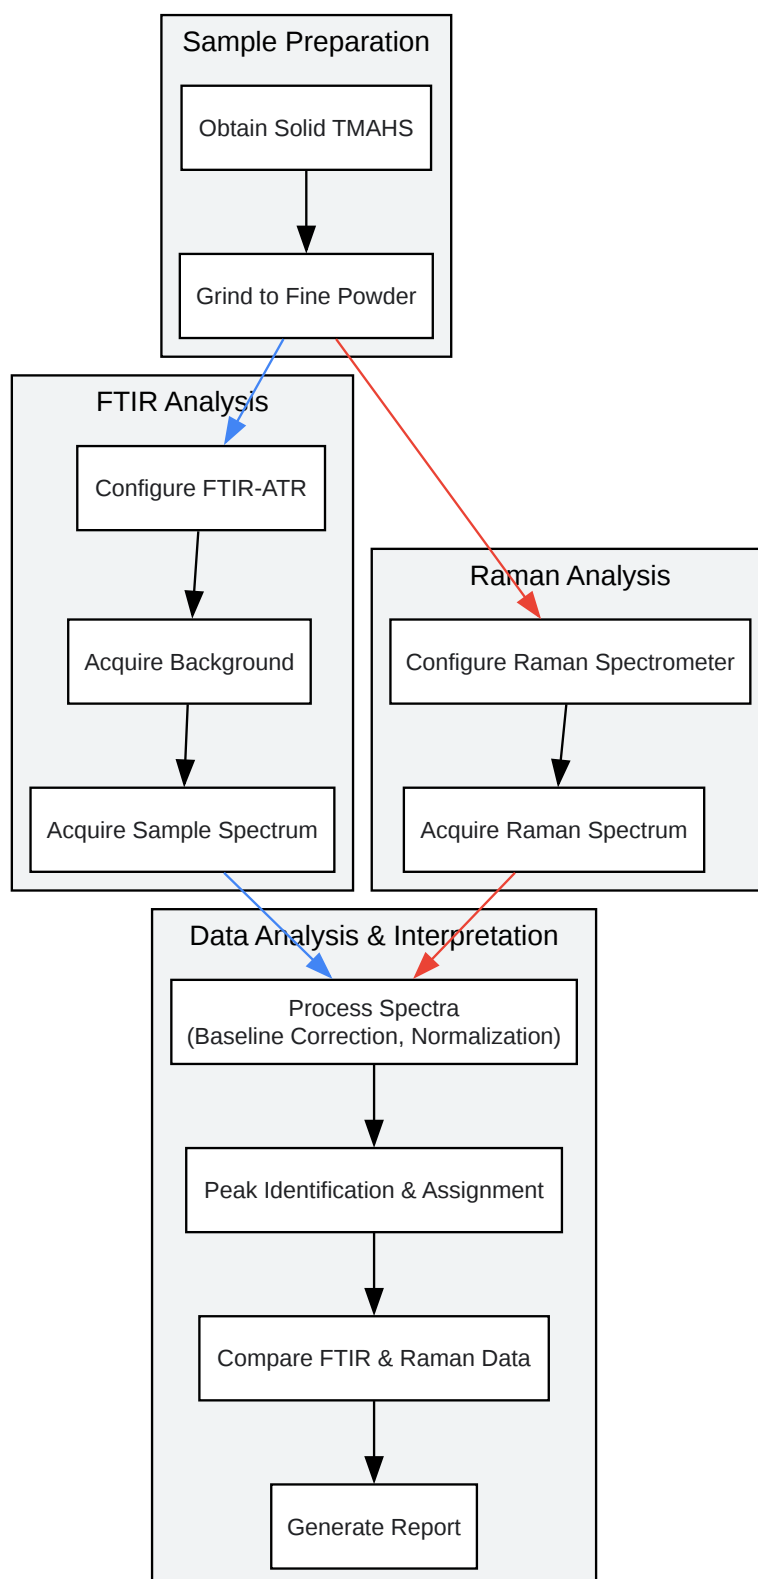 Sample Preparation
Obtain Solid TMAHS
Grind to Fine Powder
FTIR Analysis
Configure FTIR-ATR
Acquire Background
Acquire Sample Spectrum
Raman Analysis
Configure Raman Spectrometer
Acquire Raman Spectrum
Data Analysis & Interpretation
Process Spectra
(Baseline Correction, Normalization)
Peak Identification & Assignment
Compare FTIR & Raman Data
Generate Report